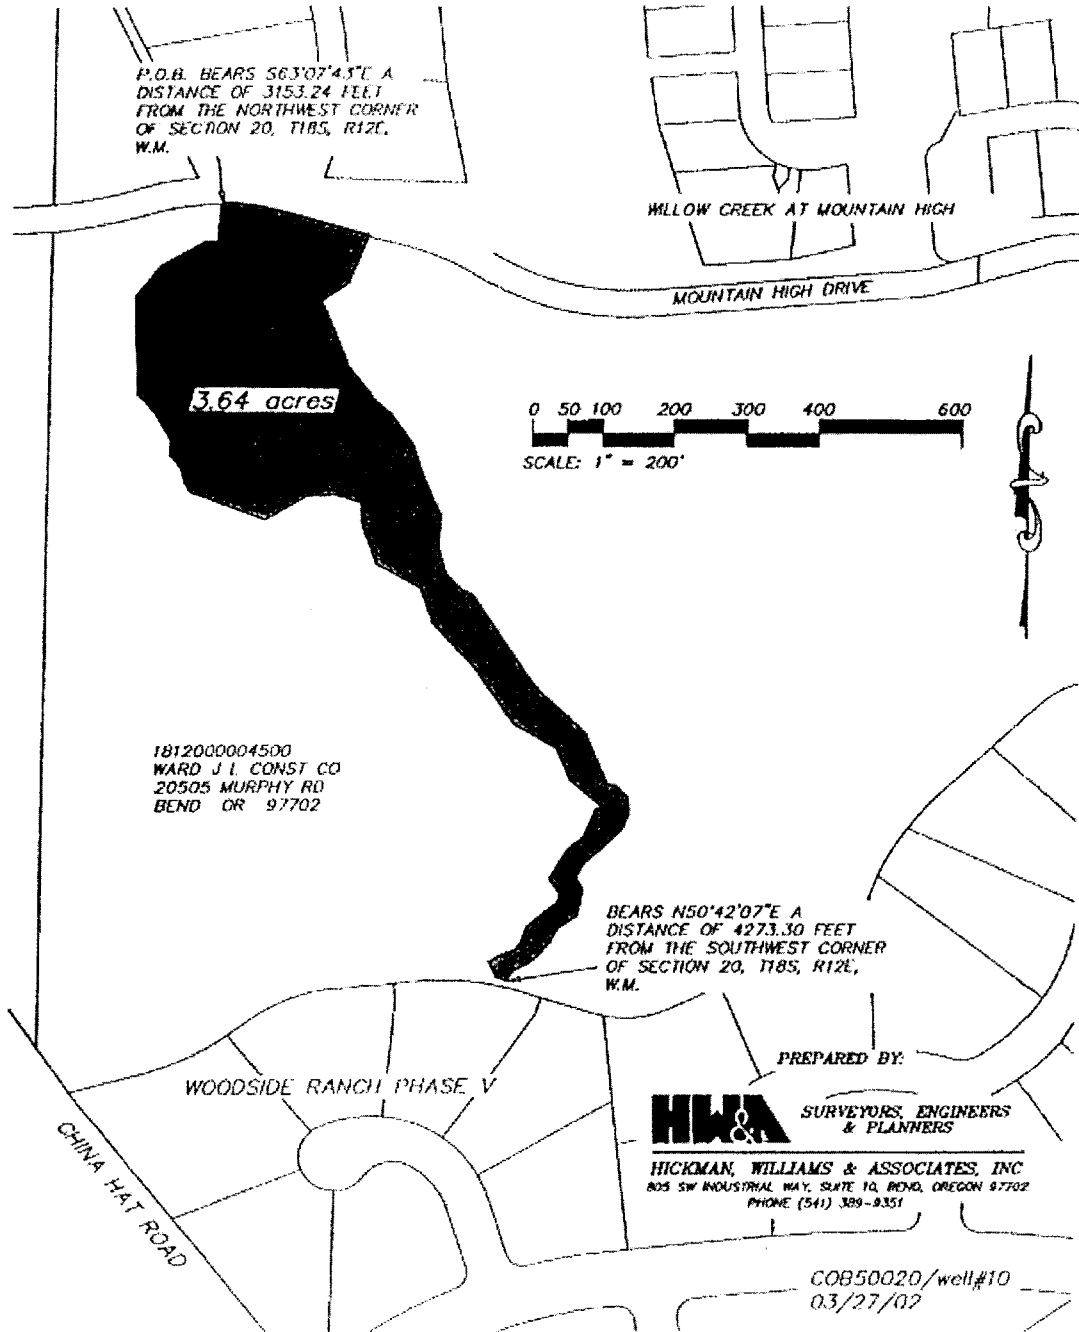 P.O.B. BEARS S63°07'43"E A
DISTANCE OF 3153.24 FEET
FROM THE NORTHWEST CORNER
OF SECTION 20, T18S, R12E,
W.M.
WILLOW CREEK AT MOUNTAIN HIGH
MOUNTAIN HIGH DRIVE
3.64 acres
0 50 100 200 300 400 600
SCALE: 1" = 200'
1812000004500
WARD J L CONST CO
20505 MURPHY RD
BEND OR 97702
BEARS N50°42'07"E A
DISTANCE OF 4273.30 FEET
FROM THE SOUTHWEST CORNER
OF SECTION 20, T18S, R12E,
W.M.
WOODSIDE RANCH PHASE V
CHINA HAT ROAD
PREPARED BY:
HW&A
SURVEYORS, ENGINEERS
& PLANNERS
HICKMAN, WILLIAMS & ASSOCIATES, INC
805 SW INDUSTRIAL WAY, SUITE 10, BEND, OREGON 97702
PHONE (541) 389-9351
COB50020/well#10
03/27/02